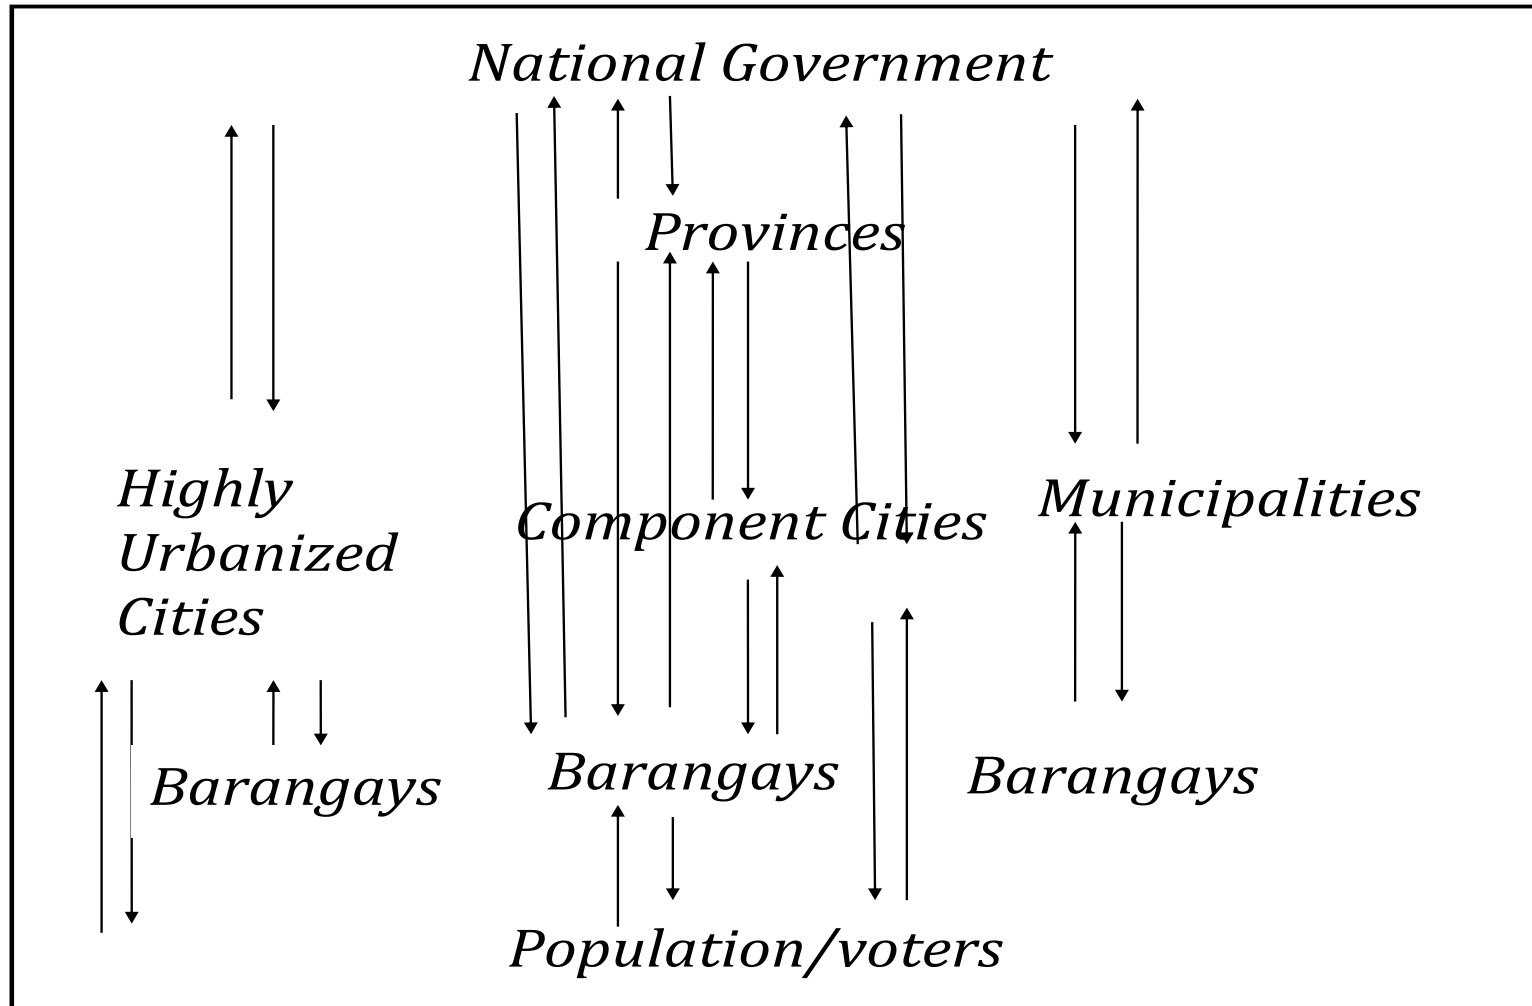 National Government
Provinces
Highly
Urbanized
Cities
Component Cities
Municipalities
Barangays
Barangays
Barangays
Population/voters